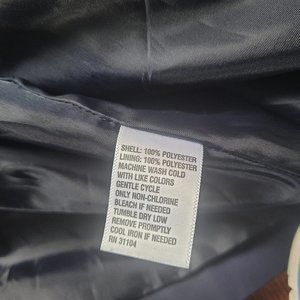 SHELL: 100% POLYESTER
LINING: 100% POLYESTER
MACHINE WASH COLD
WITH LIKE COLORS
GENTLE CYCLE
ONLY NON-CHLORINE
BLEACH IF NEEDED
TUMBLE DRY LOW
REMOVE PROMPTLY
COOL IRON IF NEEDED
RN 31104